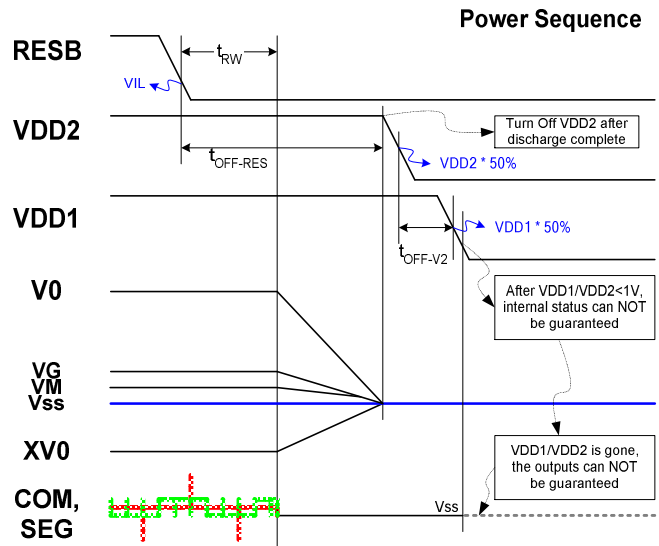 Power Sequence
RESB
tRW
VIL
VDD2
Turn Off VDD2 after
discharge complete
tOFF-RES
VDD2 * 50%
VDD1
VDD1 * 50%
tOFF-V2
V0
After VDD1/VDD2<1V,
internal status can NOT
be guaranteed
VG
VM
Vss
XV0
VDD1/VDD2 is gone,
the outputs can NOT
be guaranteed
COM,
SEG
Vss